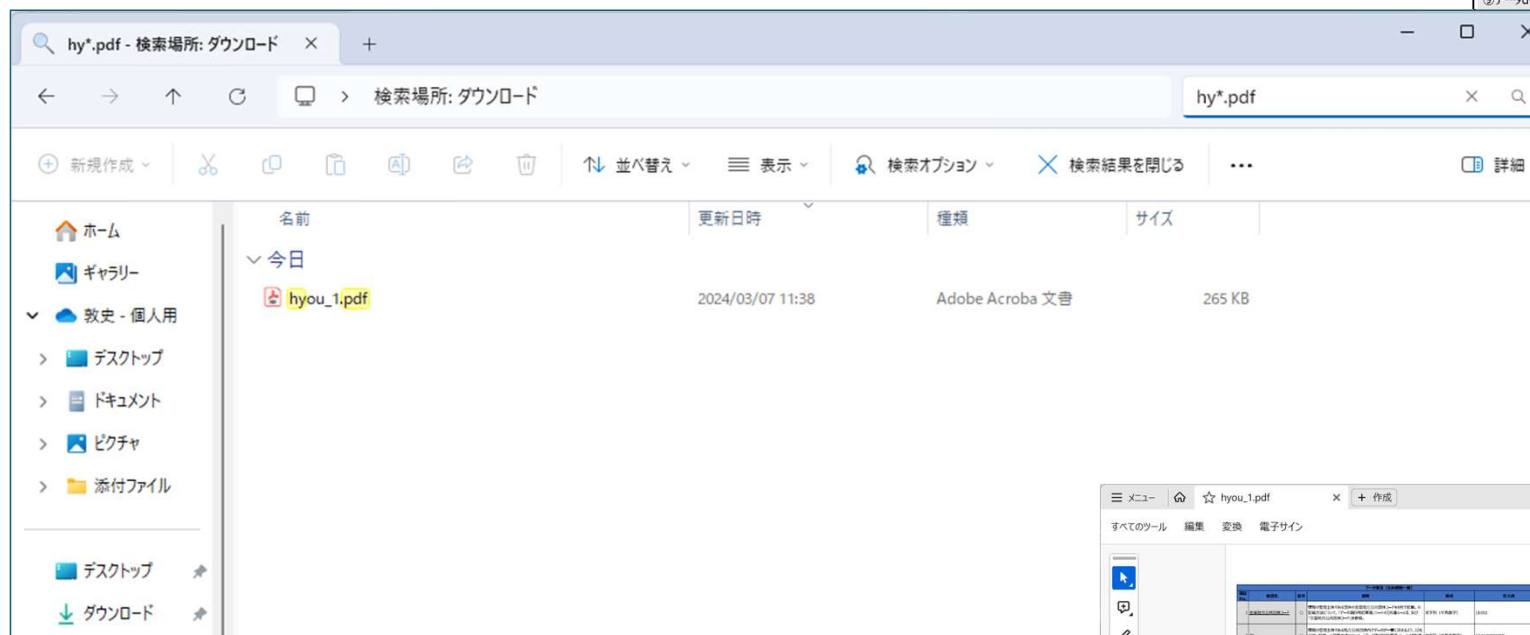 hy*.pdf - 検索場所: ダウンロード
検索場所: ダウンロード
hy*.pdf
新規作成
並べ替え
表示
検索オプション
検索結果を閉じる
詳細
ホーム
ギャラリー
敦史 - 個人用
デスクトップ
ドキュメント
ピクチャ
添付ファイル
デスクトップ
ダウンロード
名前 更新日時 種類 サイズ
今日
hyou_1.pdf 2024/03/07 11:38 Adobe Acroba 文書 265 KB
メニュー hyou_1.pdf + 作成
すべてのツール 編集 変換 電子サイン